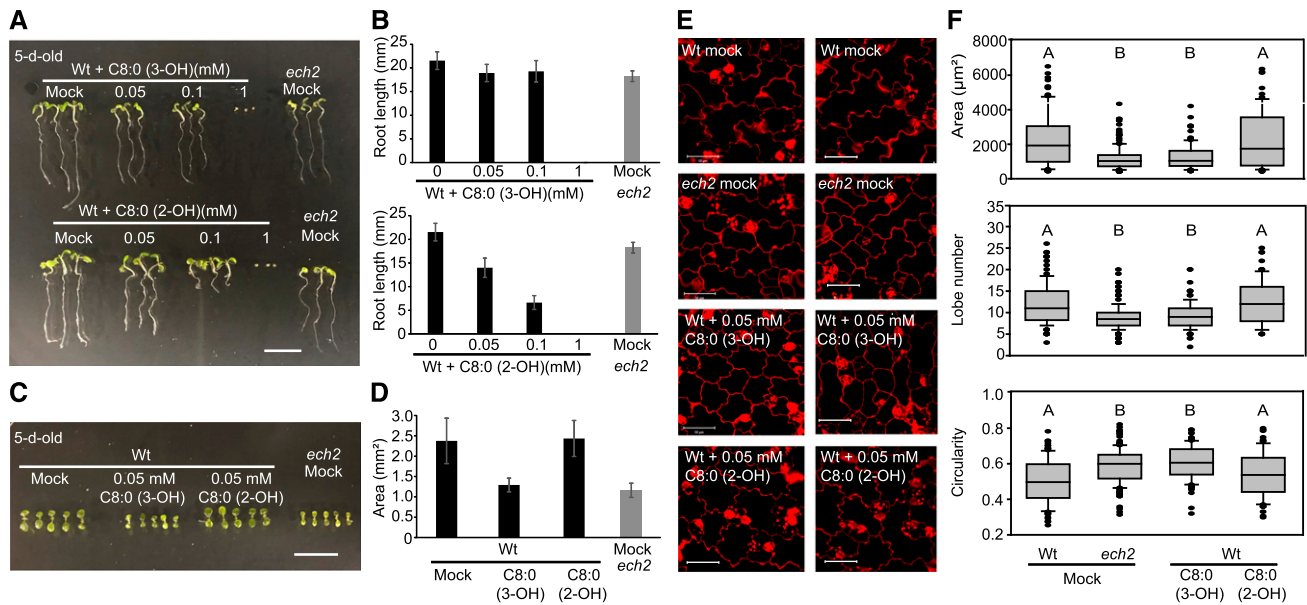 A
5-d-old
Wt + C8:0 (3-OH)(mM)
Mock 0.05 0.1 1
ech2
Mock
Wt + C8:0 (2-OH)(mM)
Mock 0.05 0.1 1
ech2
Mock
B
Root length (mm)
25
20
15
10
5
0
0 0.05 0.1 1 Mock
Wt + C8:0 (3-OH)(mM) ech2
Root length (mm)
25
20
15
10
5
0
0 0.05 0.1 1 Mock
Wt + C8:0 (2-OH)(mM) ech2
C
5-d-old
Wt
Mock
0.05 mM
C8:0 (3-OH)
0.05 mM
C8:0 (2-OH)
ech2
Mock
D
Area (mm²)
3.0
2.5
2.0
1.5
1.0
0.5
0
Wt
Mock
C8:0
(3-OH)
C8:0
(2-OH)
Mock
ech2
E
Wt mock
Wt mock
ech2 mock
ech2 mock
Wt + 0.05 mM
C8:0 (3-OH)
Wt + 0.05 mM
C8:0 (3-OH)
Wt + 0.05 mM
C8:0 (2-OH)
Wt + 0.05 mM
C8:0 (2-OH)
F
Area (µm²)
8000
6000
4000
2000
0
A B B A
Lobe number
35
30
25
20
15
10
5
0
A B B A
Circularity
1.0
0.8
0.6
0.4
0.2
A B B A
Wt ech2 Wt
Mock
C8:0
(3-OH)
C8:0
(2-OH)